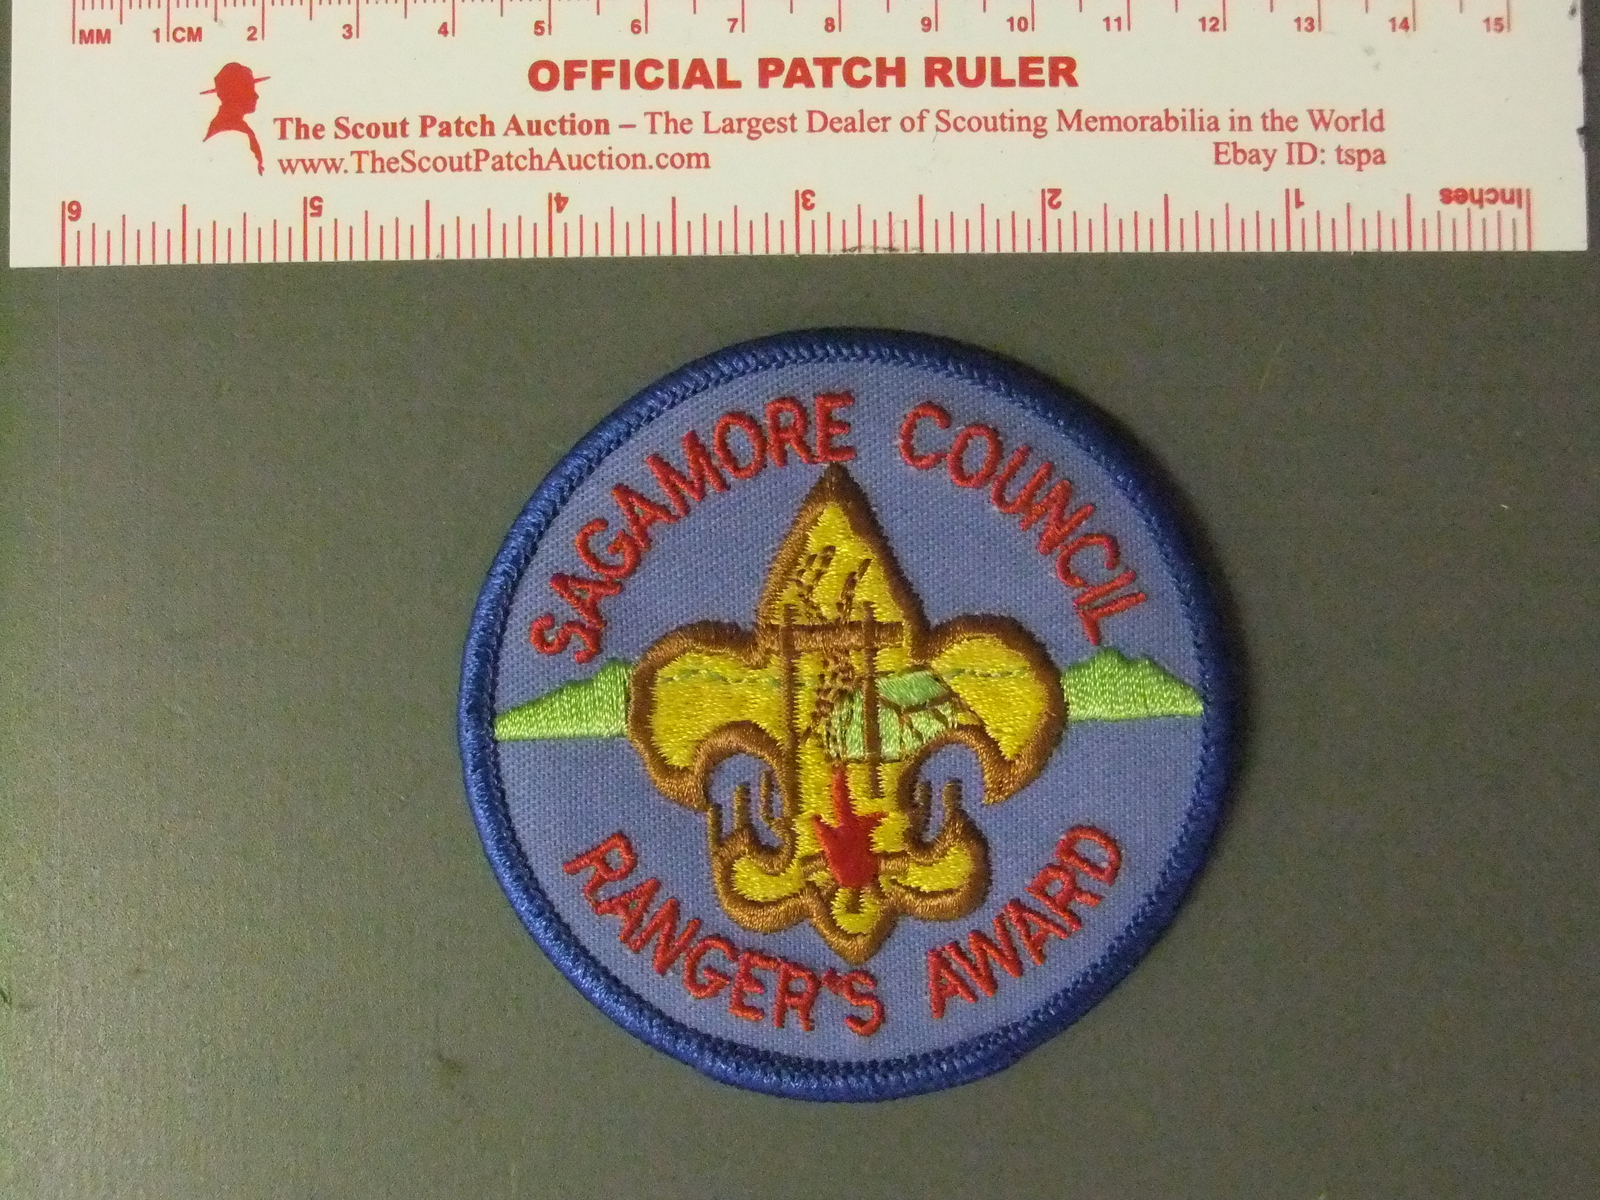 MM 1 CM 2 3 4 5 6 7 8 9 10 11 12 13 14 15
OFFICIAL PATCH RULER
The Scout Patch Auction – The Largest Dealer of Scouting Memorabilia in the World
www.TheScoutPatchAuction.com
Ebay ID: tspa
6 5 4 3 2 1 Inches
SAGAMORE COUNCIL
RANGER'S AWARD